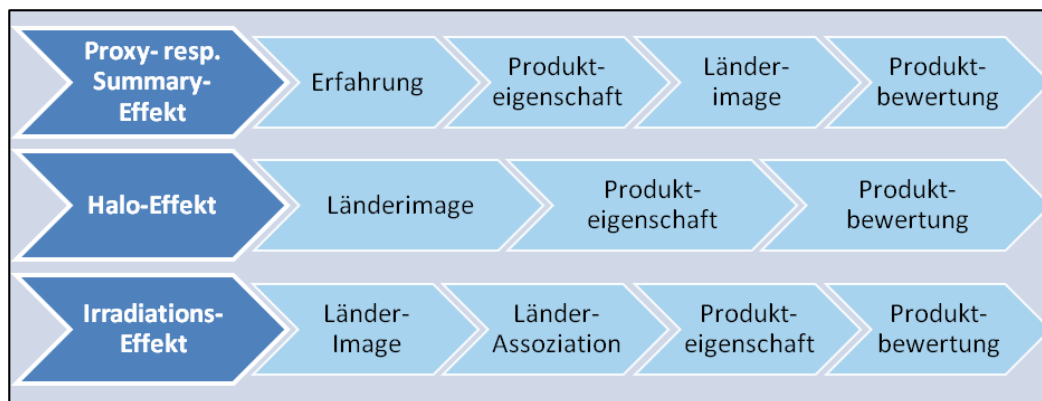 Proxy- resp.
Summary-
Effekt
Erfahrung
Produkt-
eigenschaft
Länder-
image
Produkt-
bewertung
Halo-Effekt
Länderimage
Produkt-
eigenschaft
Produkt-
bewertung
Irradiations-
Effekt
Länder-
Image
Länder-
Assoziation
Produkt-
eigenschaft
Produkt-
bewertung